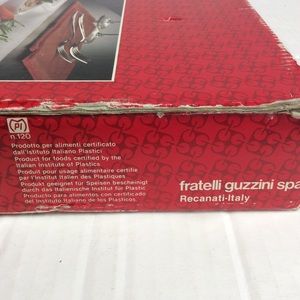 PI
n.120
Prodotto per alimenti certificato
dall'Istituto Italiano Plastici
Product for foods certified by the
Italian Institute of Plastics
Produit pour usage alimentaire certifie
par l'Institut Italien des Plastiques
Produkt geeignet für Speisen bescheinigt
durch das Italienische Institut für Plastic
Producto para alimentos con certificado
del Instituto Italiano de los Plasticos.
fratelli guzzini spa
Recanati-Italy